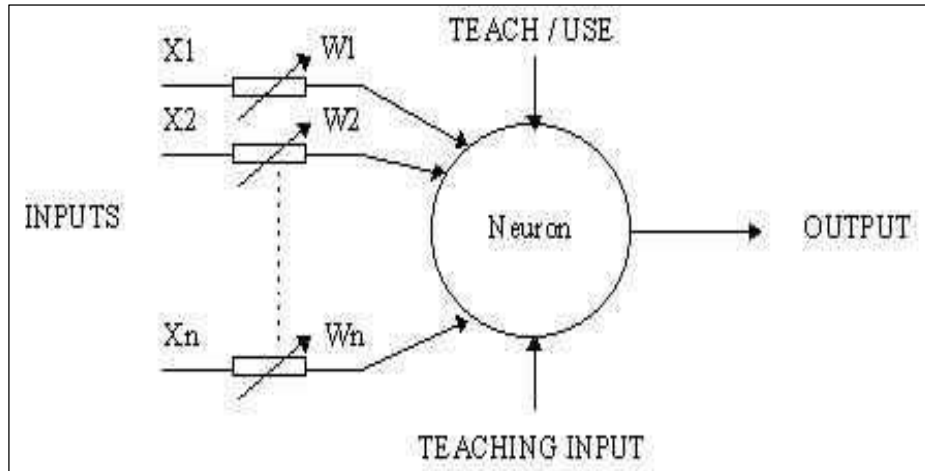 TEACH / USE
X1
W1
X2
W2
INPUTS
Neuron
OUTPUT
Xn
Wn
TEACHING INPUT